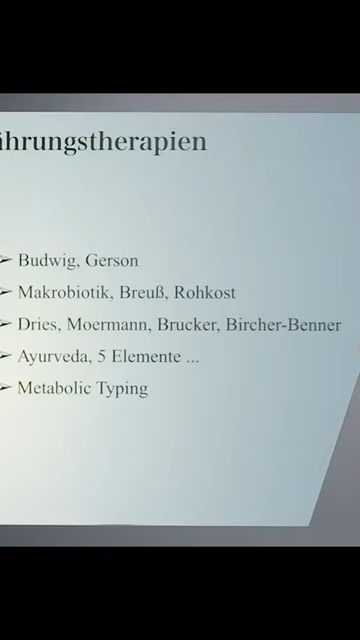 ährungstherapien
➢ Budwig, Gerson
➢ Makrobiotik, Breuß, Rohkost
➢ Dries, Moermann, Brucker, Bircher-Benner
➢ Ayurveda, 5 Elemente ...
➢ Metabolic Typing